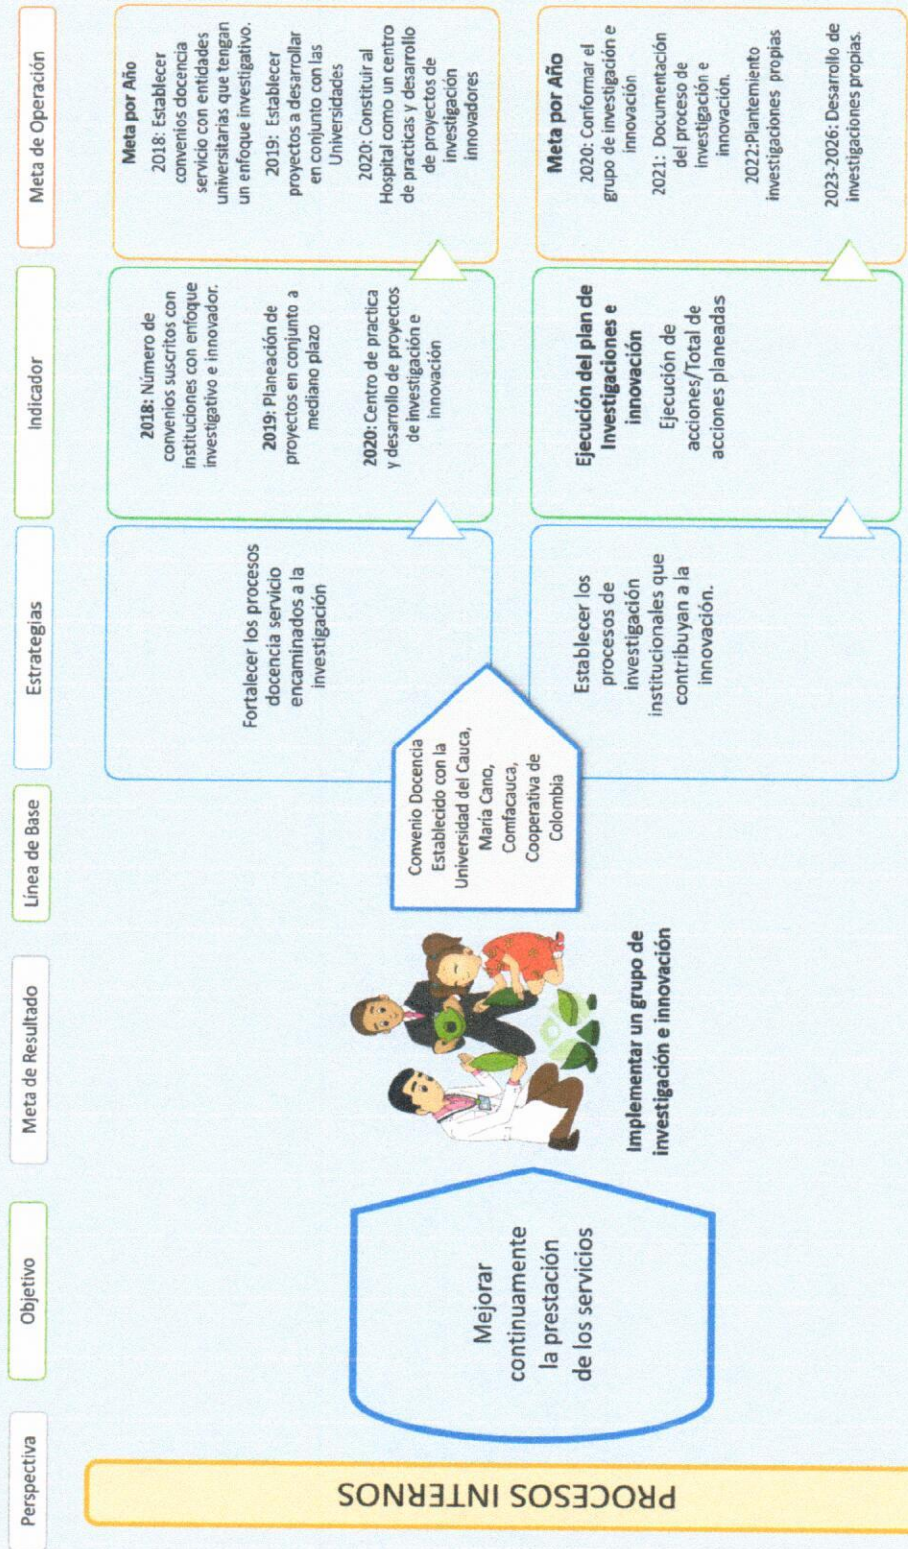 Perspectiva
Objetivo
Meta de Resultado
Línea de Base
Estrategias
Indicador
Meta de Operación
PROCESOS INTERNOS
Mejorar
continuamente
la prestación
de los servicios
Implementar un grupo de
investigación e innovación
Convenio Docencia
Establecido con la
Universidad del Cauca,
María Cano,
Comfacauca,
Cooperativa de
Colombia
Fortalecer los procesos
docencia servicio
encaminados a la
investigación
2018: Número de
convenios suscritos con
instituciones con enfoque
investigativo e innovador.
2019: Planeación de
proyectos en conjunto a
mediano plazo
2020: Centro de practica
y desarrollo de proyectos
de investigación e
innovación
Meta por Año
2018: Establecer
convenios docencia
servicio con entidades
universitarias que tengan
un enfoque investigativo.
2019: Establecer
proyectos a desarrollar
en conjunto con las
Universidades
2020: Constituir al
Hospital como un centro
de practicas y desarrollo
de proyectos de
investigación
innovadores
Establecer los
procesos de
investigación
institucionales que
contribuyan a la
innovación.
Ejecución del plan de
Investigaciones e
innovación
Ejecución de
acciones/Total de
acciones planeadas
Meta por Año
2020: Conformar el
grupo de investigación e
innovación
2021: Documentación
del proceso de
investigación e
innovación.
2022:Plantemiento
investigaciones propias
2023-2026: Desarrollo de
investigaciones propias.